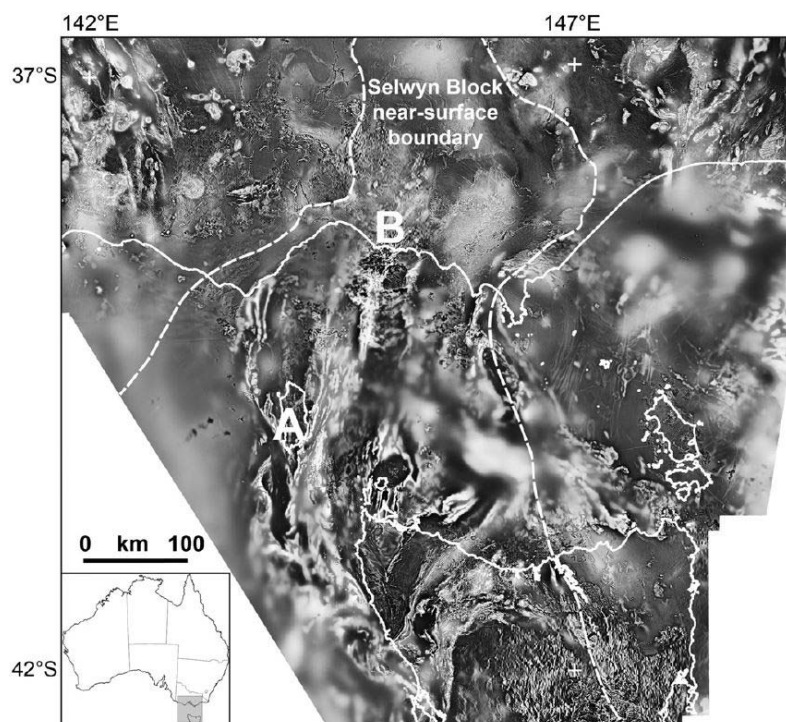 142°E
147°E
37°S
Selwyn Block
near-surface
boundary
B
A
0 km 100
42°S